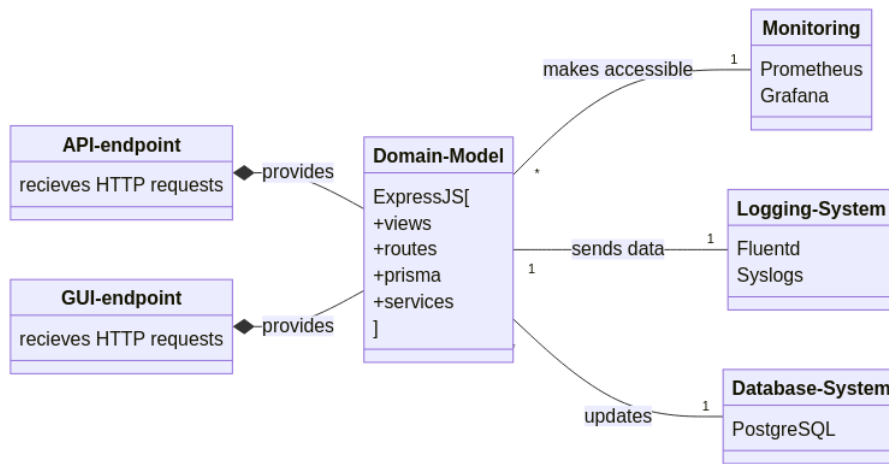 API-endpoint
recieves HTTP requests
provides
GUI-endpoint
recieves HTTP requests
provides
Domain-Model
ExpressJS[
+views
+routes
+prisma
+services
]
makes accessible
1
*
Monitoring
Prometheus
Grafana
sends data
1
1
Logging-System
Fluentd
Syslogs
updates
1
Database-System
PostgreSQL